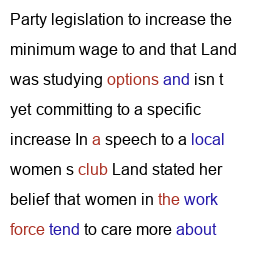 Party legislation to increase the
minimum wage to and that Land
was studying options and isn t
yet committing to a specific
increase In a speech to a local
women s club Land stated her
belief that women in the work
force tend to care more about